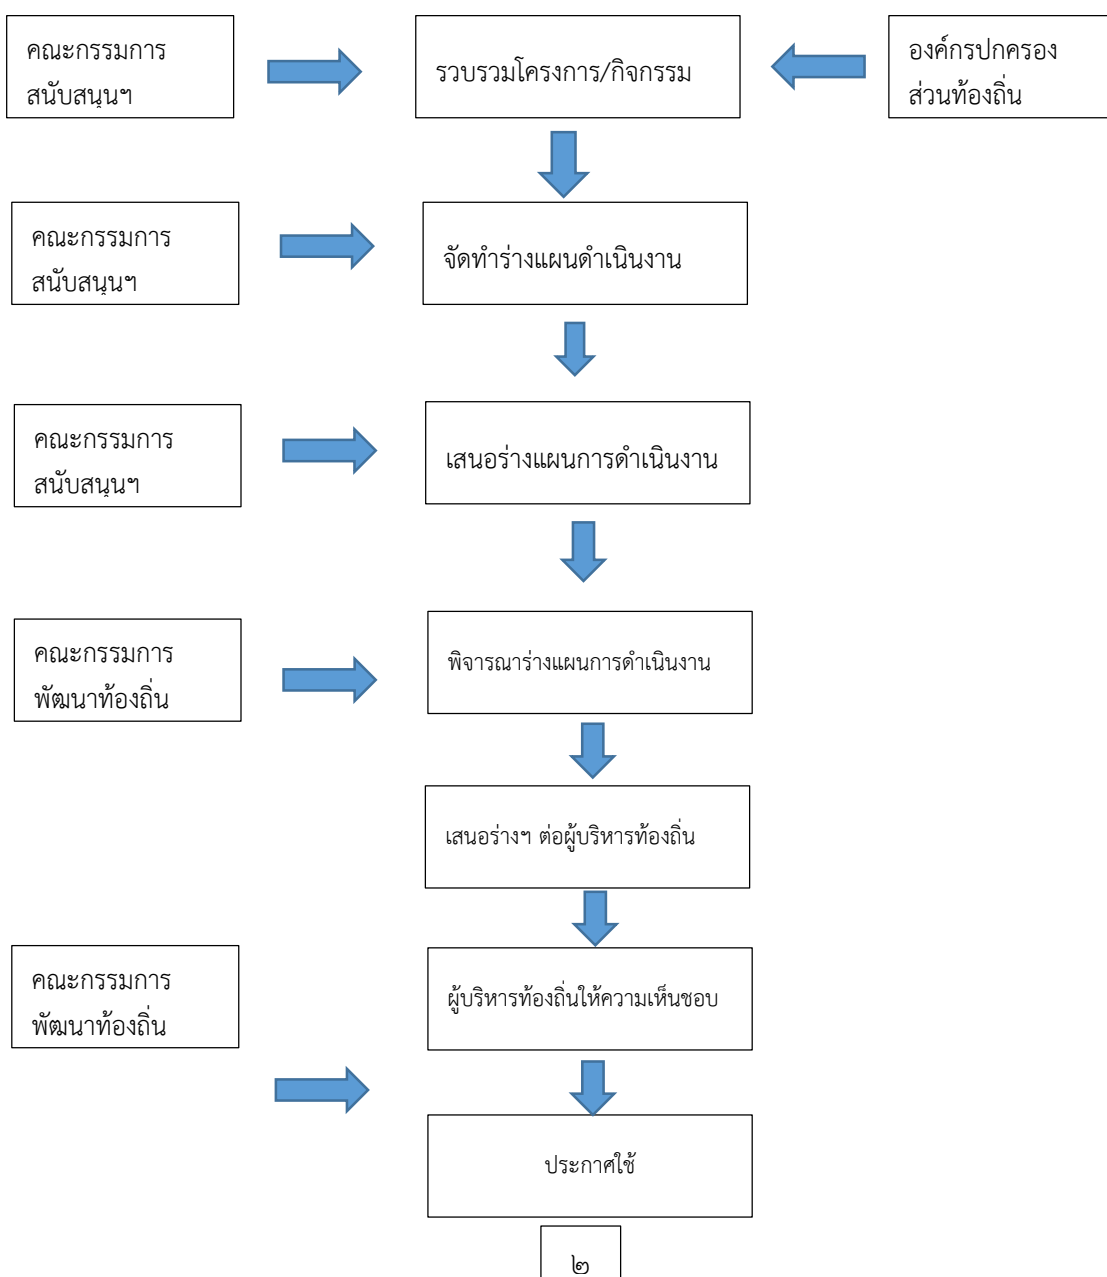 คณะกรรมการ
สนับสนุนฯ
รวบรวมโครงการ/กิจกรรม
องค์กรปกครอง
ส่วนท้องถิ่น
คณะกรรมการ
สนับสนุนฯ
จัดทำร่างแผนดำเนินงาน
คณะกรรมการ
สนับสนุนฯ
เสนอร่างแผนการดำเนินงาน
คณะกรรมการ
พัฒนาท้องถิ่น
พิจารณาร่างแผนการดำเนินงาน
เสนอร่างฯ ต่อผู้บริหารท้องถิ่น
คณะกรรมการ
พัฒนาท้องถิ่น
ผู้บริหารท้องถิ่นให้ความเห็นชอบ
ประกาศใช้
๒